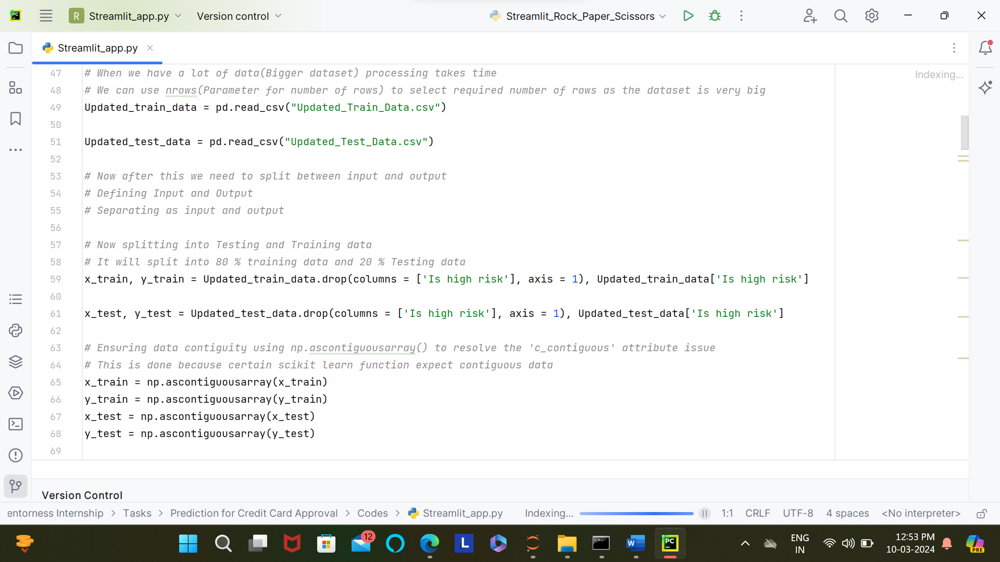 PC R Streamlit_app.py Version control Streamlit_Rock_Paper_Scissors
Streamlit_app.py
47 # When we have a lot of data(Bigger dataset) processing takes time
Indexing...
48 # We can use nrows(Parameter for number of rows) to select required number of rows as the dataset is very big
49 Updated_train_data = pd.read_csv("Updated_Train_Data.csv")
50
51 Updated_test_data = pd.read_csv("Updated_Test_Data.csv")
52
53 # Now after this we need to split between input and output
54 # Defining Input and Output
55 # Separating as input and output
56
57 # Now splitting into Testing and Training data
58 # It will split into 80 % training data and 20 % Testing data
59 x_train, y_train = Updated_train_data.drop(columns = ['Is high risk'], axis = 1), Updated_train_data['Is high risk']
60
61 x_test, y_test = Updated_test_data.drop(columns = ['Is high risk'], axis = 1), Updated_test_data['Is high risk']
62
63 # Ensuring data contiguity using np.ascontiguousarray() to resolve the 'c_contiguous' attribute issue
64 # This is done because certain scikit learn function expect contiguous data
65 x_train = np.ascontiguousarray(x_train)
66 y_train = np.ascontiguousarray(y_train)
67 x_test = np.ascontiguousarray(x_test)
68 y_test = np.ascontiguousarray(y_test)
69
Version Control
entorness Internship > Tasks > Prediction for Credit Card Approval > Codes > Streamlit_app.py Indexing... 1:1 CRLF UTF-8 4 spaces <No interpreter>
12 L W PC ENG 12:53 PM
IN 10-03-2024 PRE